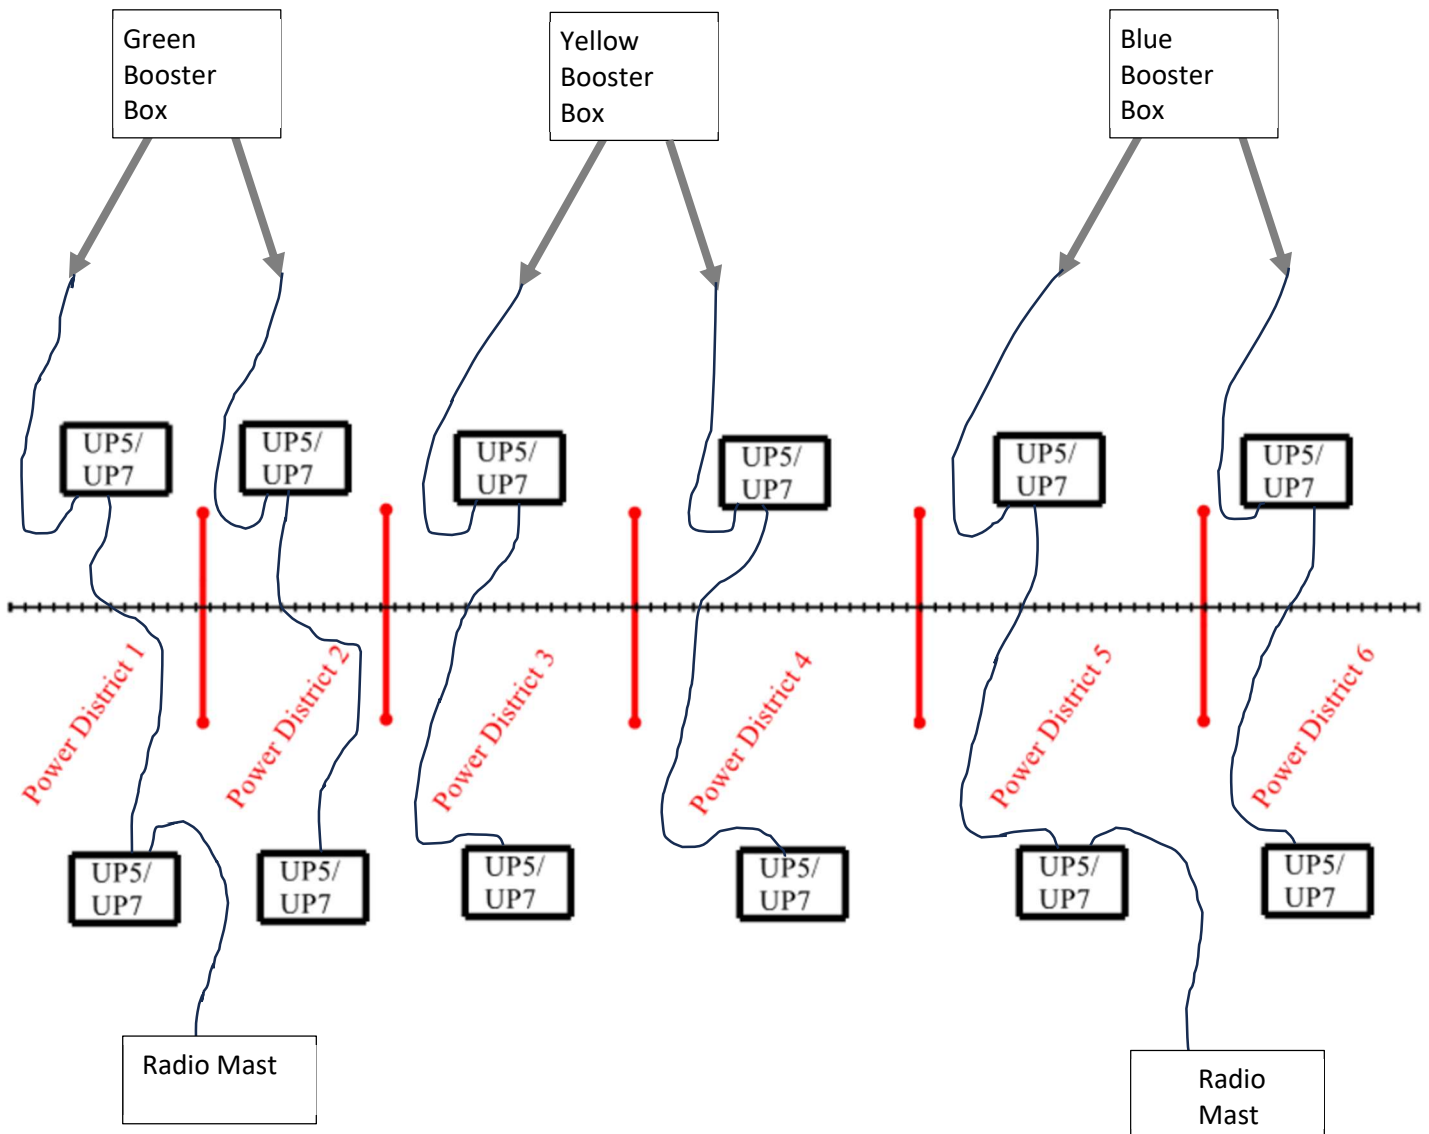 Green
Booster
Box
Yellow
Booster
Box
Blue
Booster
Box
UP5/
UP7
UP5/
UP7
UP5/
UP7
UP5/
UP7
UP5/
UP7
UP5/
UP7
Power District 1
Power District 2
Power District 3
Power District 4
Power District 5
Power District 6
UP5/
UP7
UP5/
UP7
UP5/
UP7
UP5/
UP7
UP5/
UP7
UP5/
UP7
Radio Mast
Radio
Mast